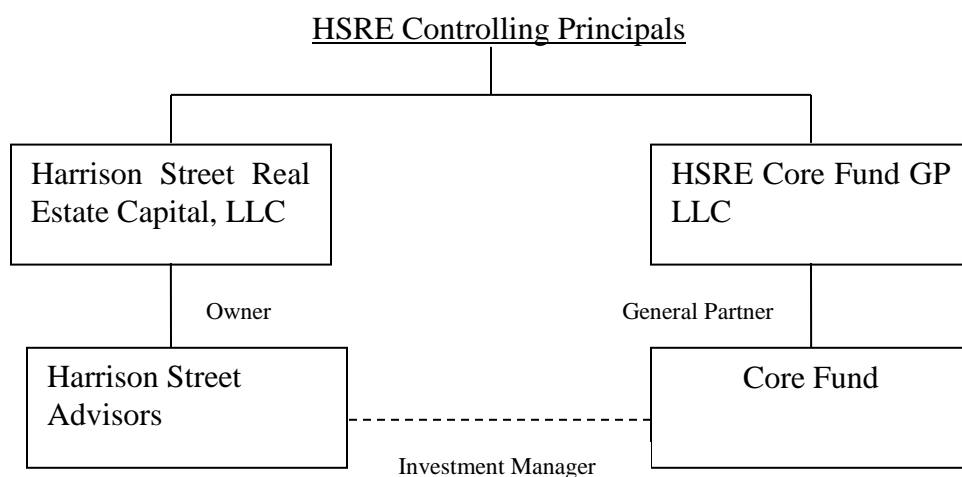 HSRE Controlling Principals
Harrison Street Real
Estate Capital, LLC
HSRE Core Fund GP
LLC
Owner
General Partner
Harrison Street
Advisors
Core Fund
Investment Manager